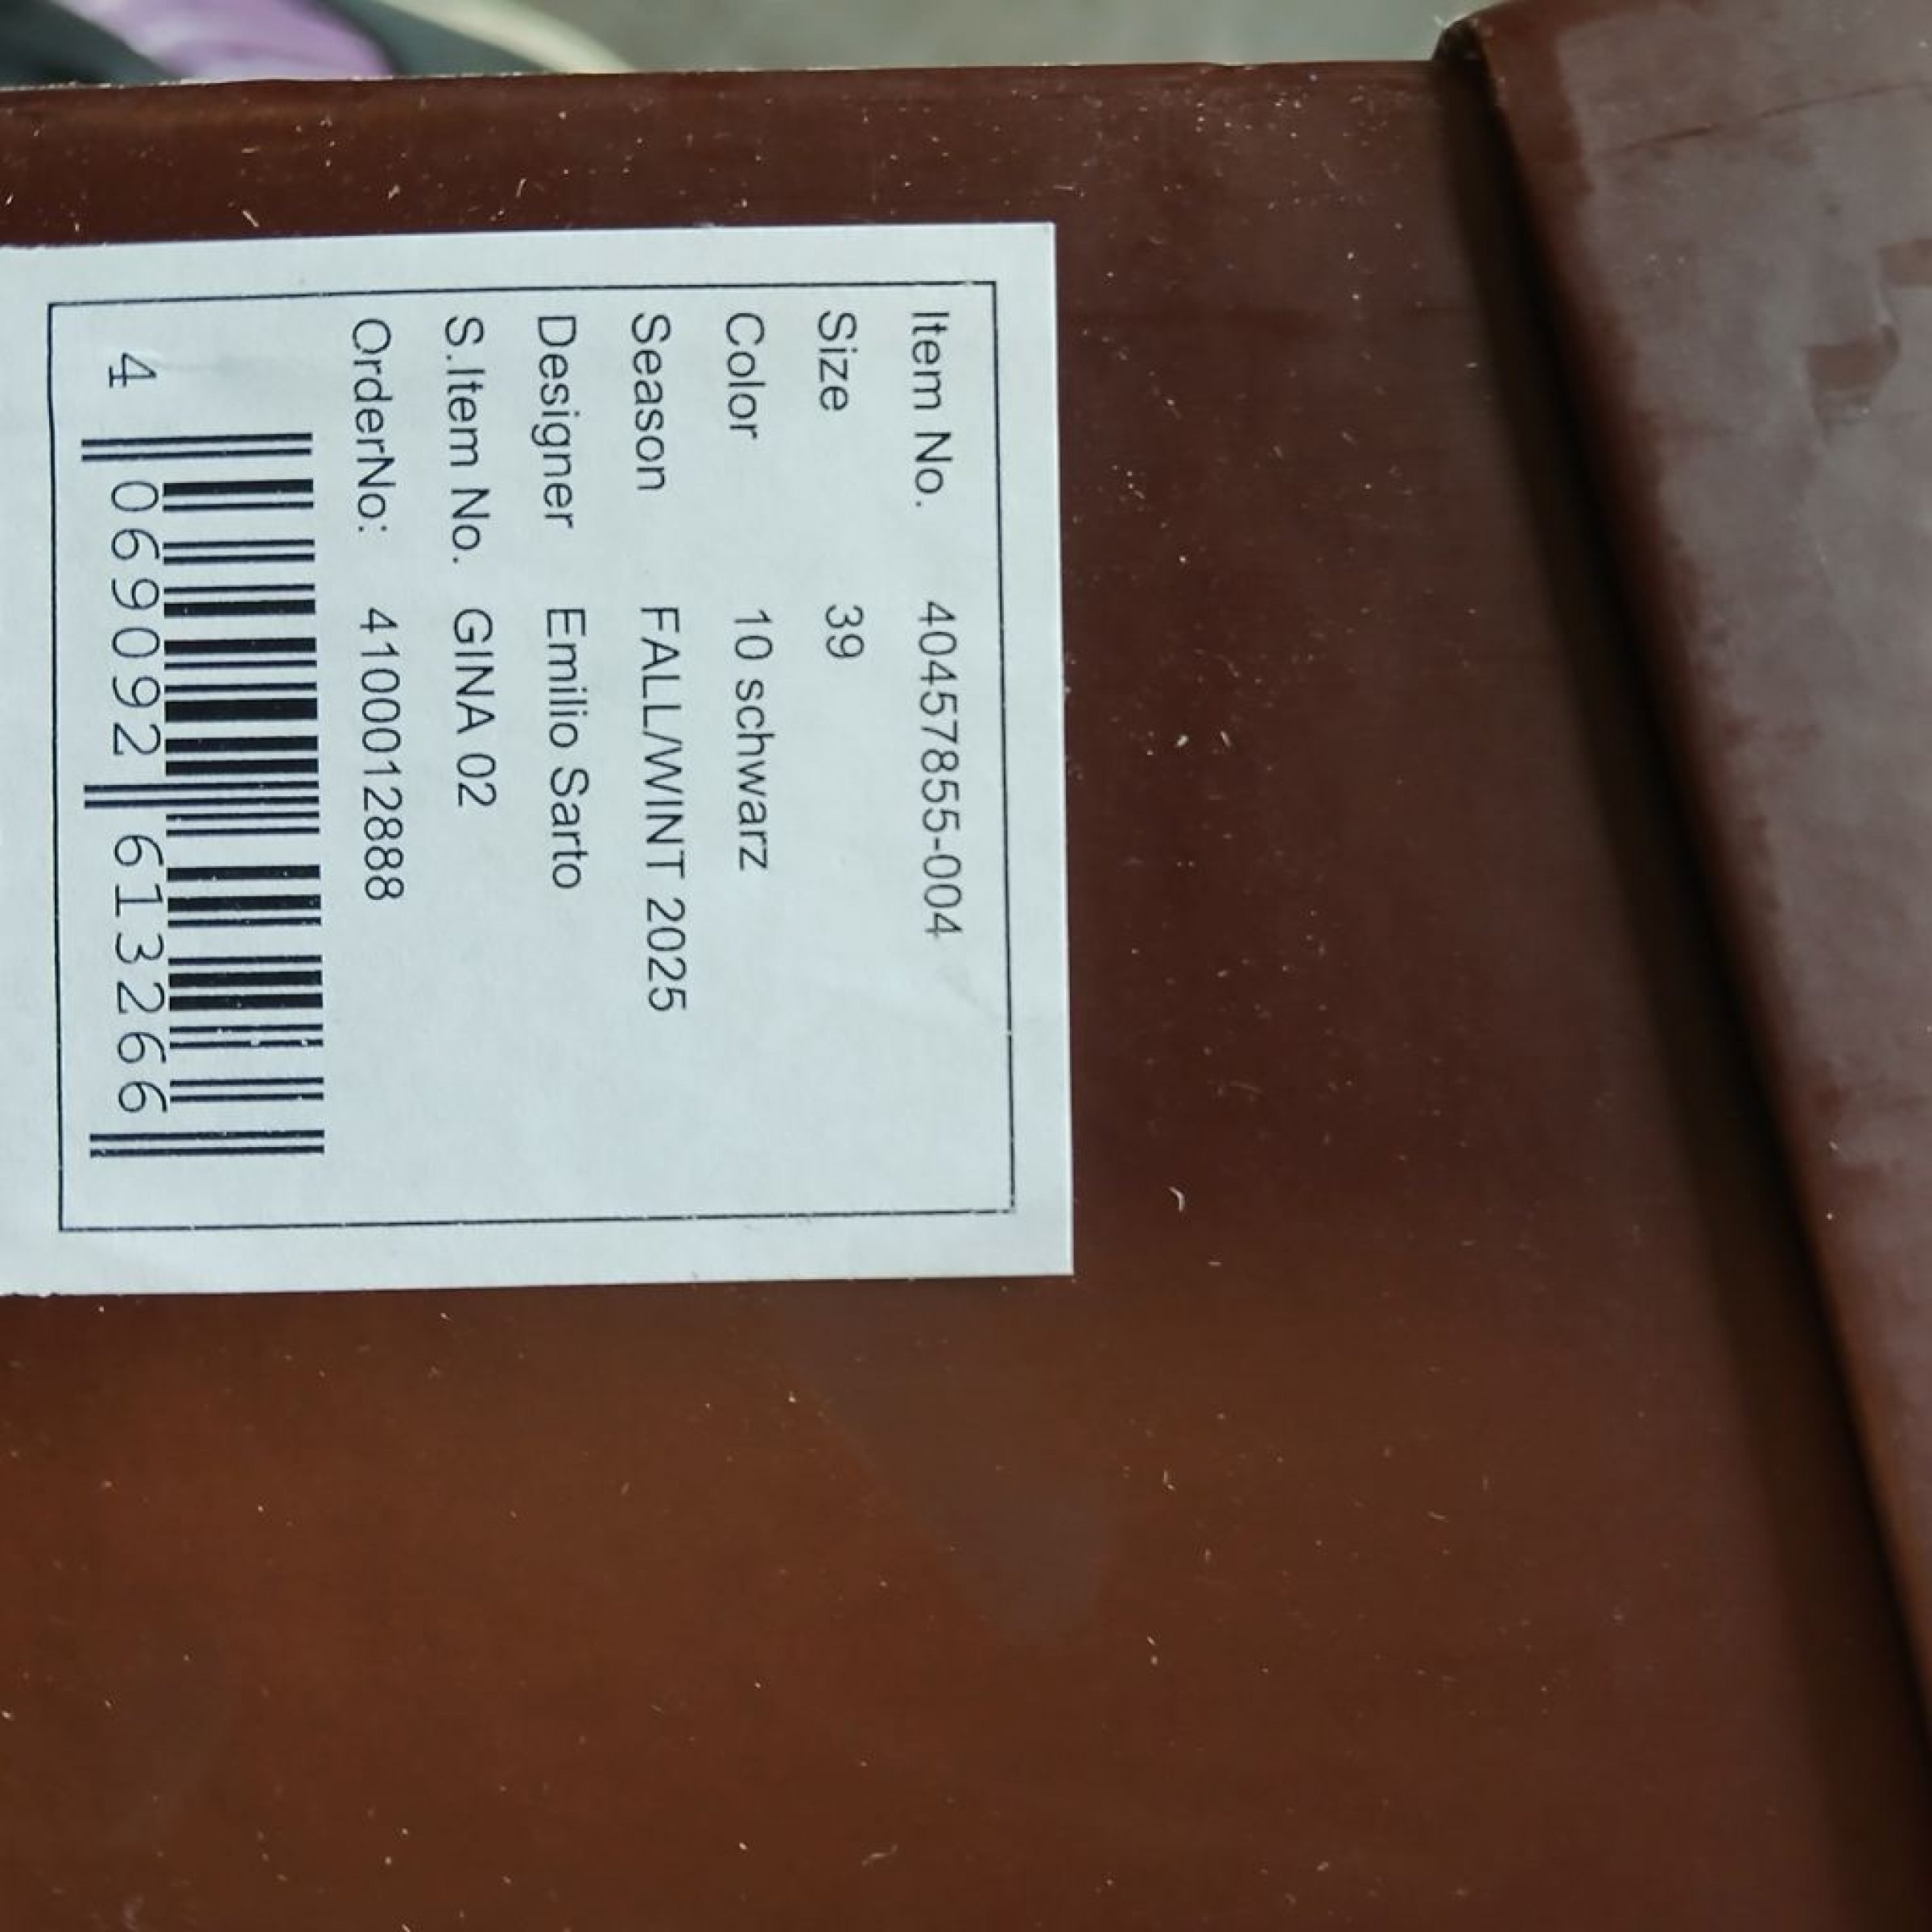 Item No. 40457855-004
Size 39
Color 10 schwarz
Season FALL/WINT 2025
Designer Emilio Sarto
S.Item No. GINA 02
OrderNo: 4100012888
4 069092 613266